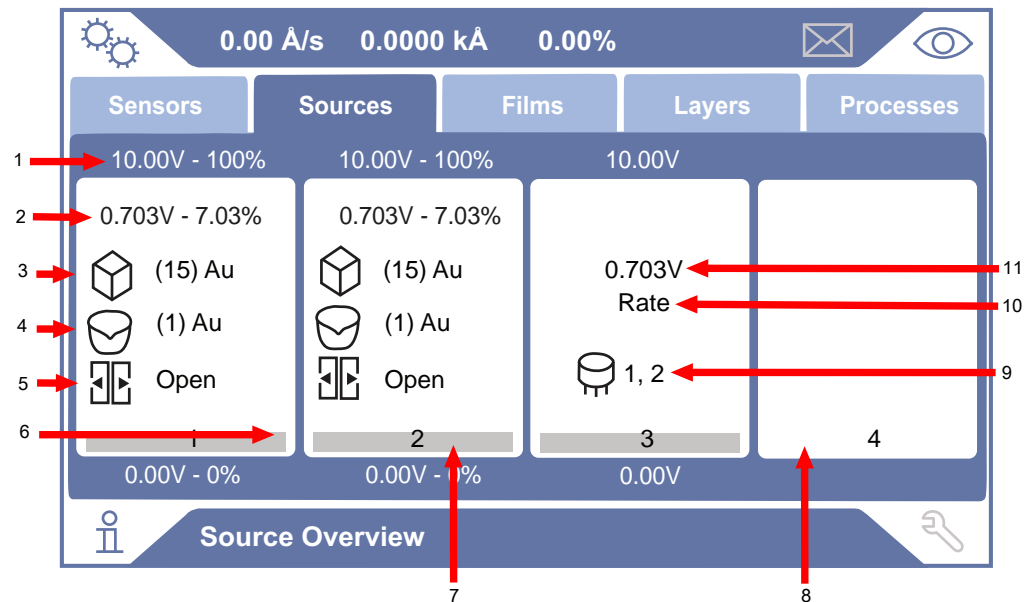 0.00 Å/s 0.0000 kÅ 0.00%
Sensors Sources Films Layers Processes
1 10.00V - 100% 10.00V - 100% 10.00V
2 0.703V - 7.03% 0.703V - 7.03%
3 (15) Au (15) Au 0.703V 11
4 (1) Au (1) Au Rate 10
5 Open Open 1, 2 9
6 1 2 3 4
0.00V - 0% 0.00V - 0% 0.00V
Source Overview
7 8